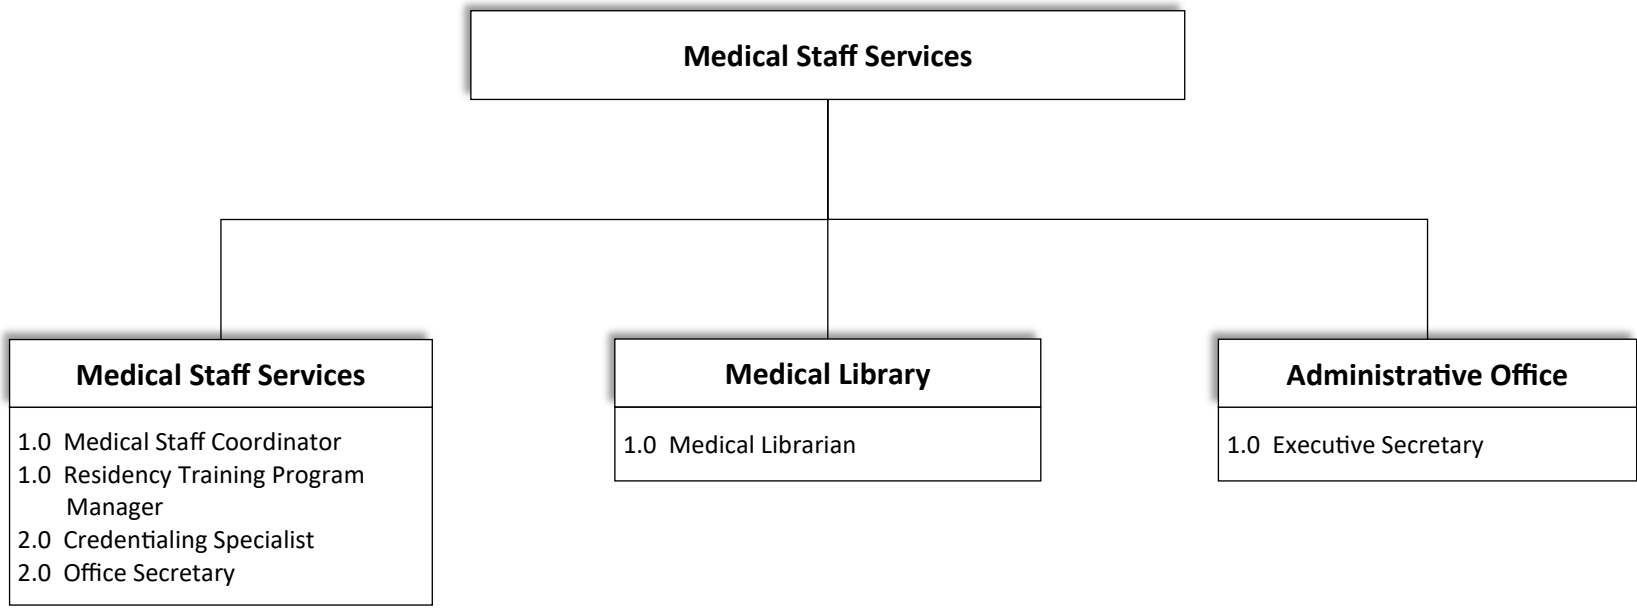 Medical Staff Services
Medical Staff Services
1.0 Medical Staff Coordinator
1.0 Residency Training Program
Manager
2.0 Credentialing Specialist
2.0 Office Secretary
Medical Library
1.0 Medical Librarian
Administrative Office
1.0 Executive Secretary